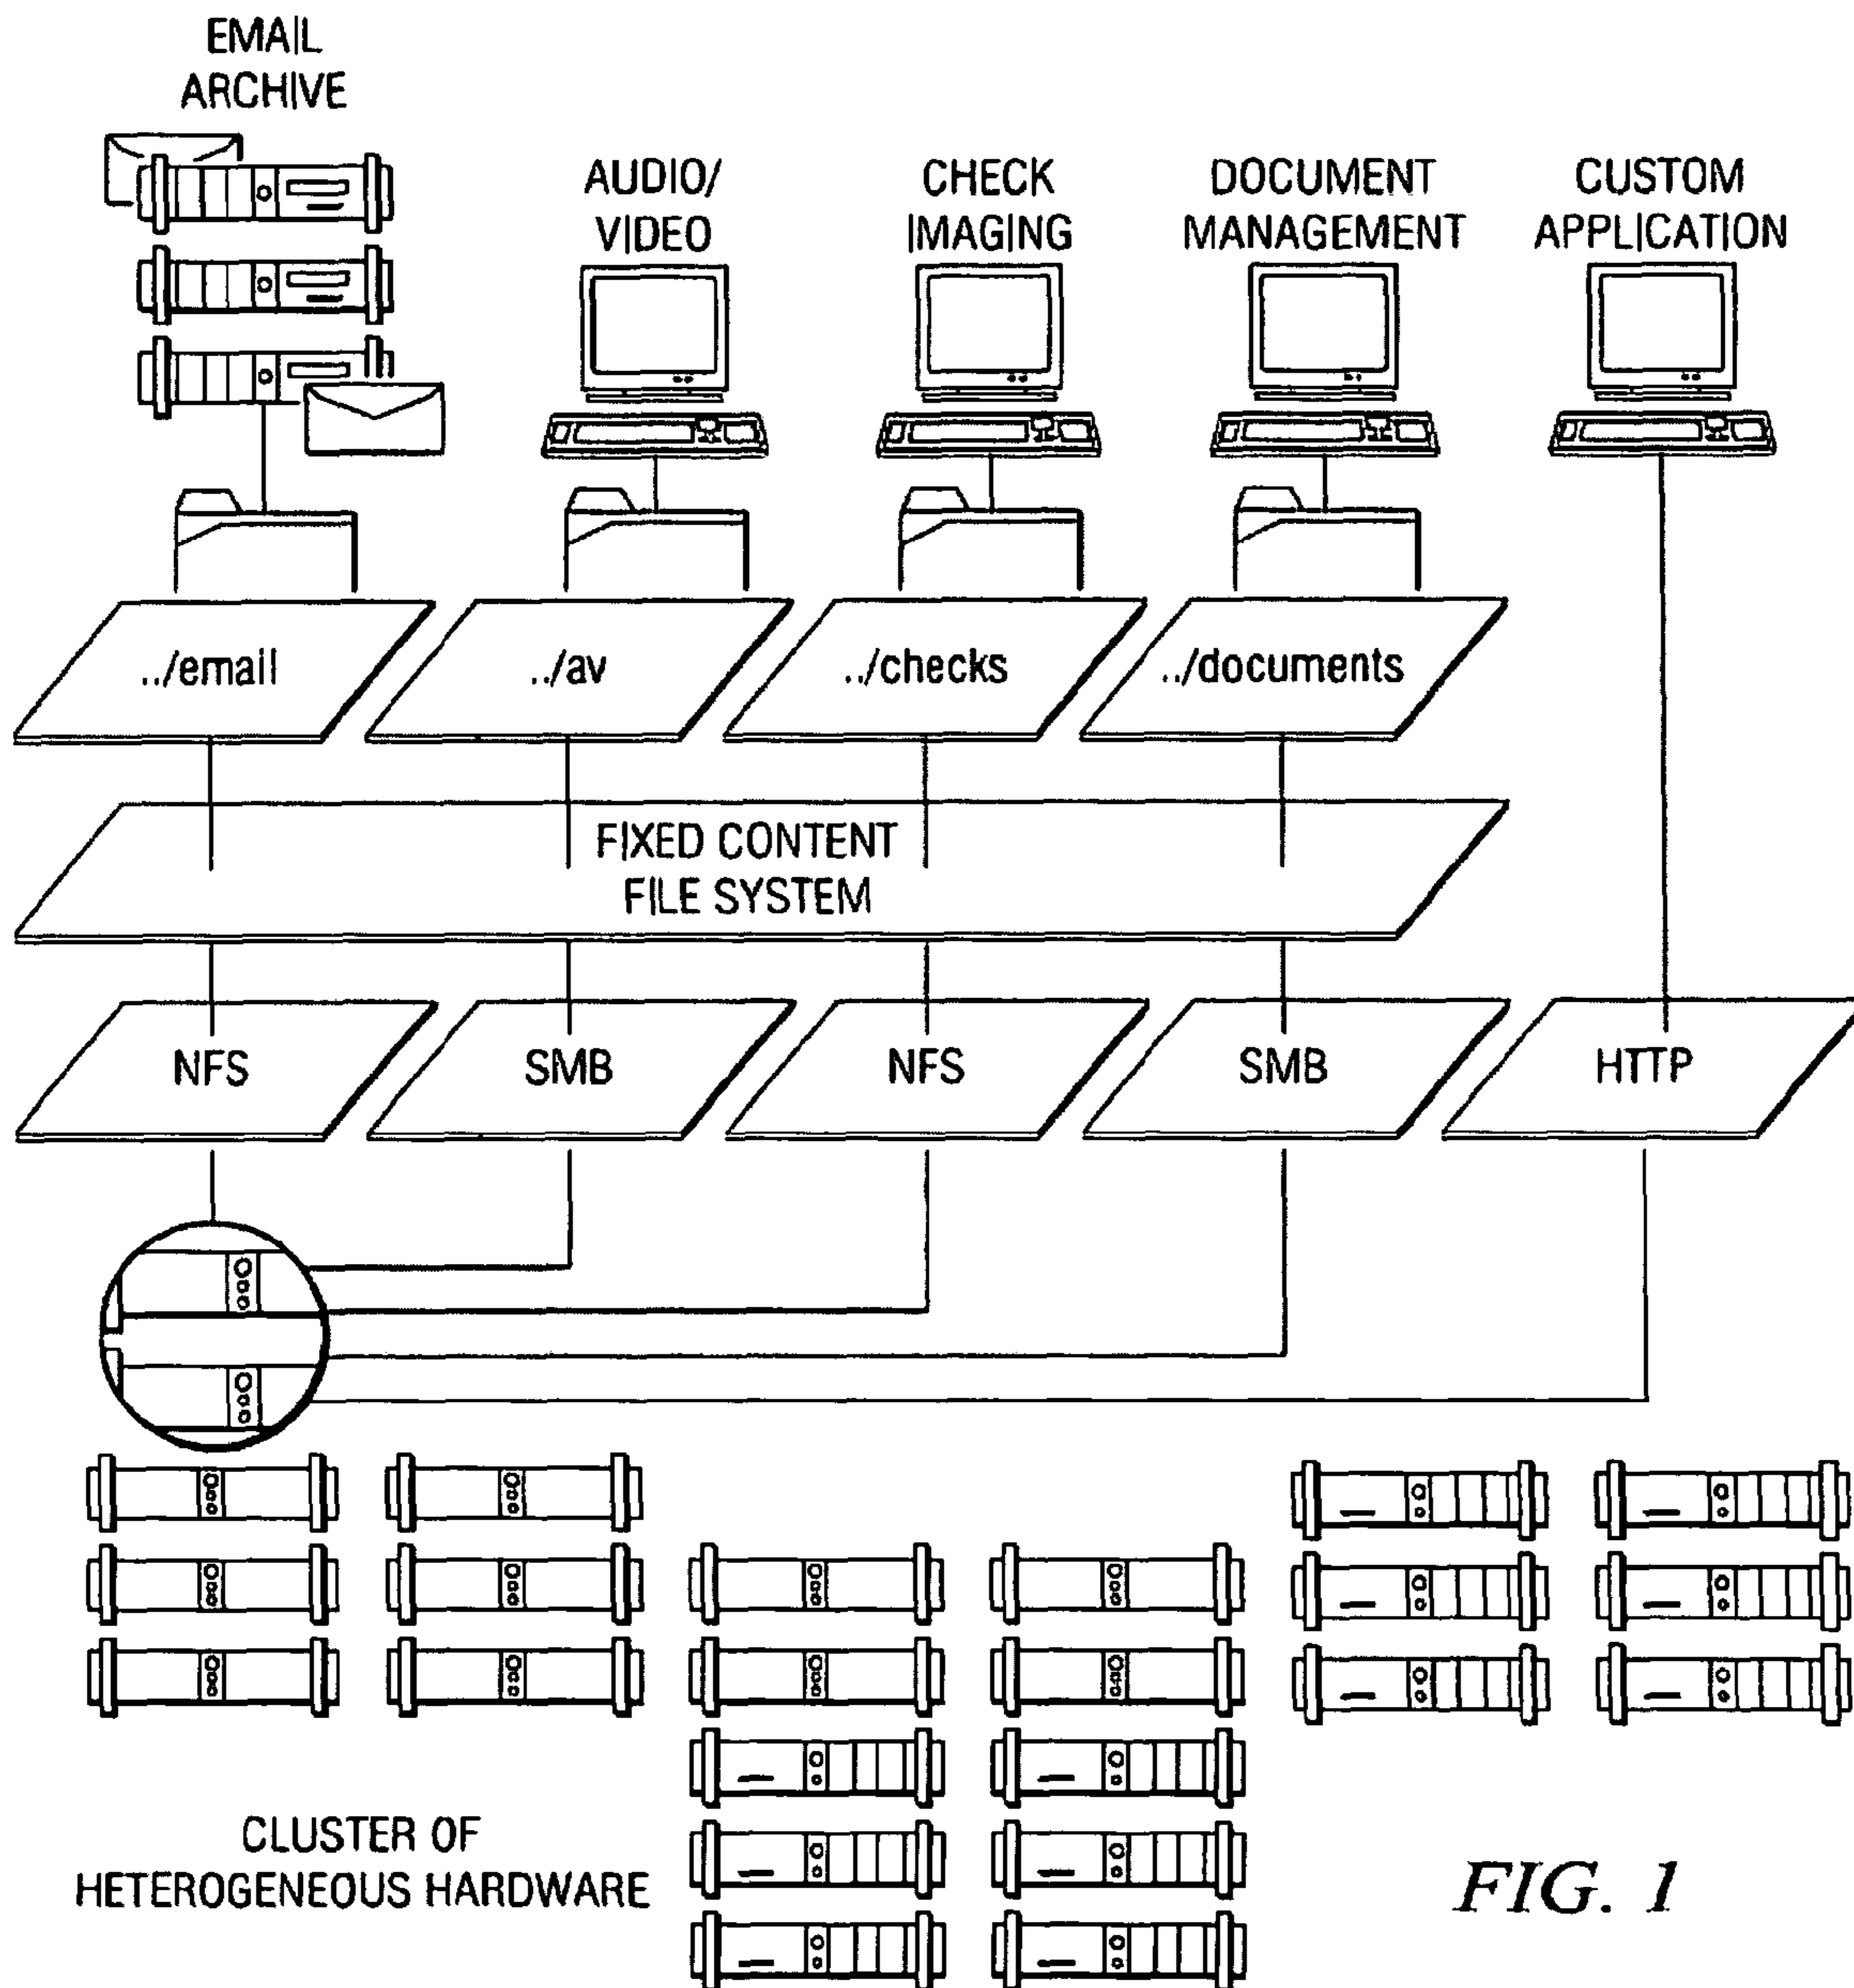 EMAIL
ARCHIVE
AUDIO/
VIDEO
CHECK
IMAGING
DOCUMENT
MANAGEMENT
CUSTOM
APPLICATION
../email
../av
../checks
../documents
FIXED CONTENT
FILE SYSTEM
NFS
SMB
NFS
SMB
HTTP
CLUSTER OF
HETEROGENEOUS HARDWARE
FIG. 1